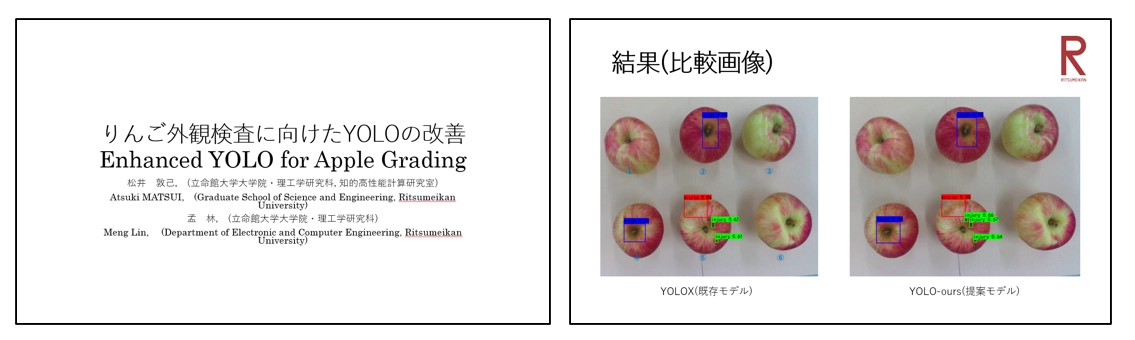 りんご外観検査に向けたYOLOの改善
Enhanced YOLO for Apple Grading
松井　敦己, (立命館大学大学院・理工学研究科, 知的高性能計算研究室)
Atsuki MATSUI, (Graduate School of Science and Engineering, Ritsumeikan
University)
孟　林, (立命館大学大学院・理工学研究科)
Meng Lin, (Department of Electronic and Computer Engineering, Ritsumeikan
University)
結果(比較画像)
R
RITSUMEIKAN
① ② ③
④ ⑤ ⑥
YOLOX(既存モデル)
YOLO-ours(提案モデル)